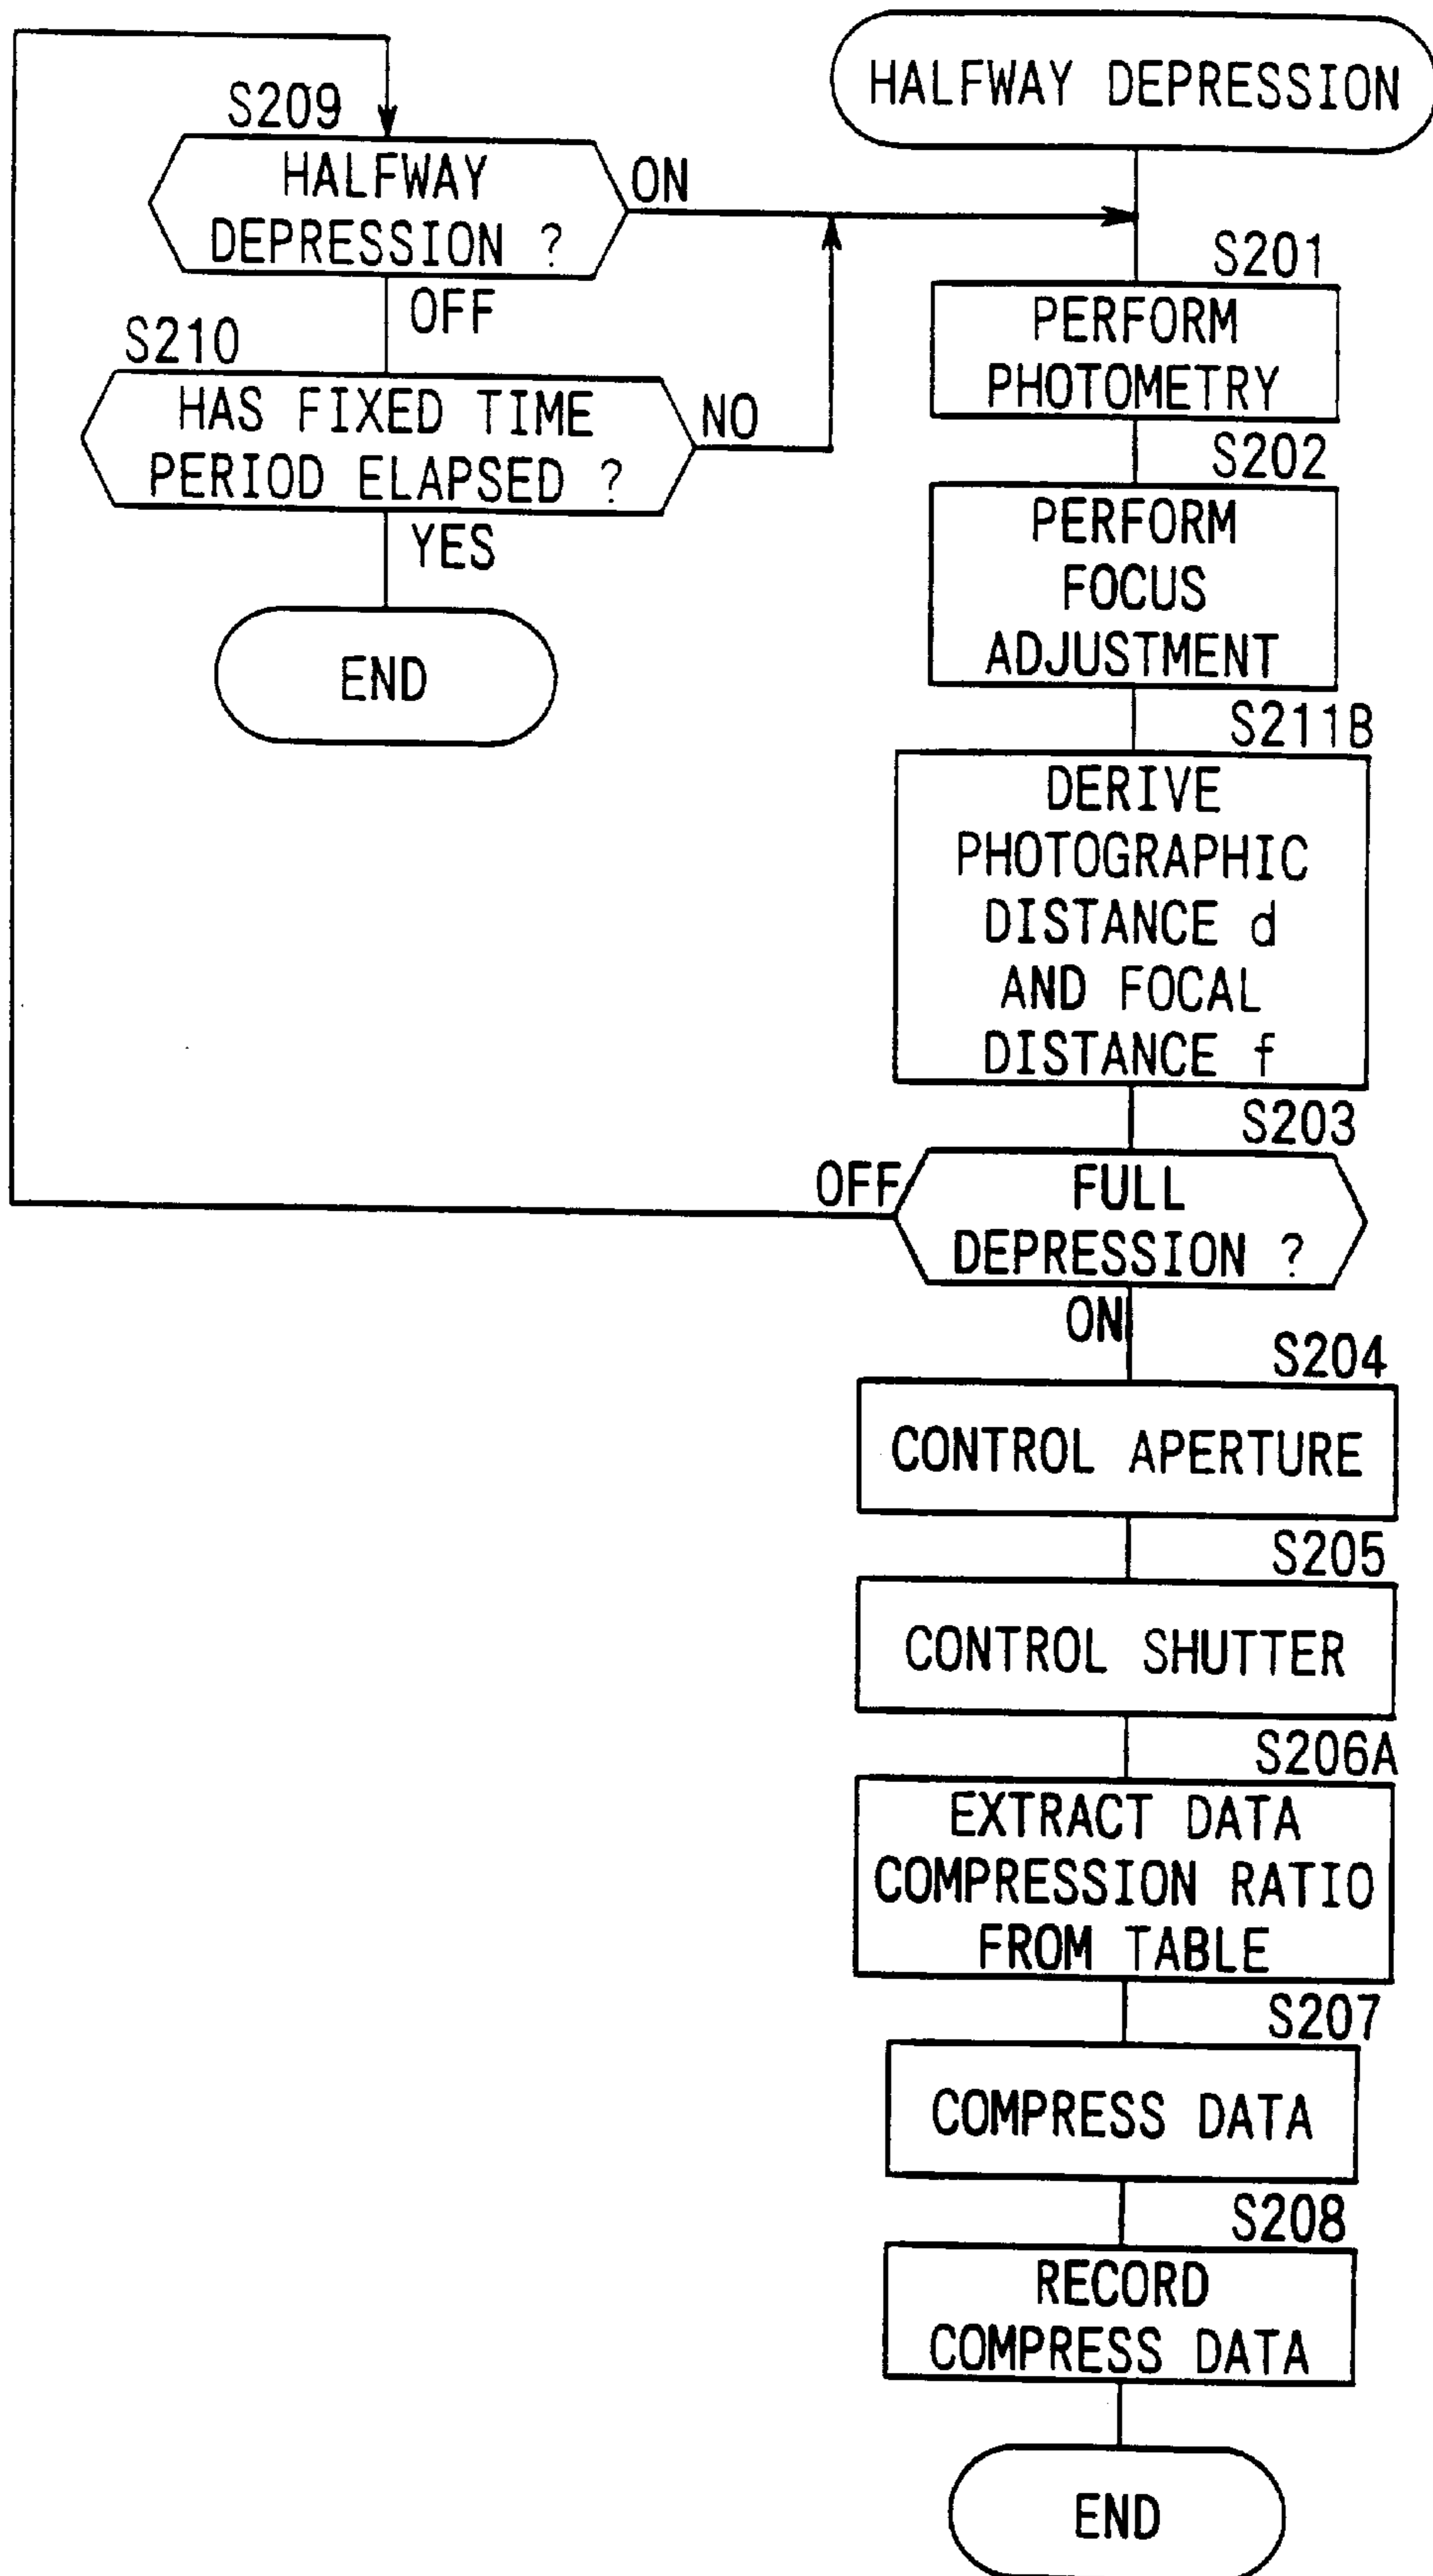 HALFWAY DEPRESSION
S209
HALFWAY
DEPRESSION ?
ON
OFF
S210
HAS FIXED TIME
PERIOD ELAPSED ?
NO
YES
END
S201
PERFORM
PHOTOMETRY
S202
PERFORM
FOCUS
ADJUSTMENT
S211B
DERIVE
PHOTOGRAPHIC
DISTANCE d
AND FOCAL
DISTANCE f
S203
OFF
FULL
DEPRESSION ?
ON
S204
CONTROL APERTURE
S205
CONTROL SHUTTER
S206A
EXTRACT DATA
COMPRESSION RATIO
FROM TABLE
S207
COMPRESS DATA
S208
RECORD
COMPRESS DATA
END